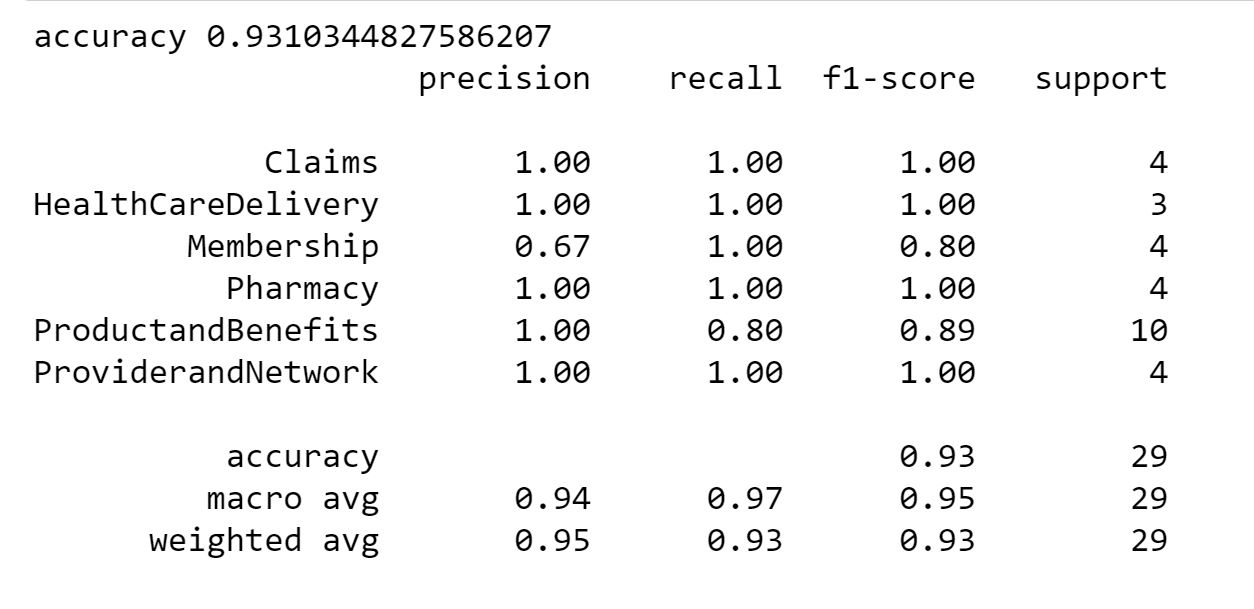 accuracy 0.9310344827586207
precision recall f1-score support
Claims 1.00 1.00 1.00 4
HealthCareDelivery 1.00 1.00 1.00 3
Membership 0.67 1.00 0.80 4
Pharmacy 1.00 1.00 1.00 4
ProductandBenefits 1.00 0.80 0.89 10
ProviderandNetwork 1.00 1.00 1.00 4
accuracy 0.93 29
macro avg 0.94 0.97 0.95 29
weighted avg 0.95 0.93 0.93 29